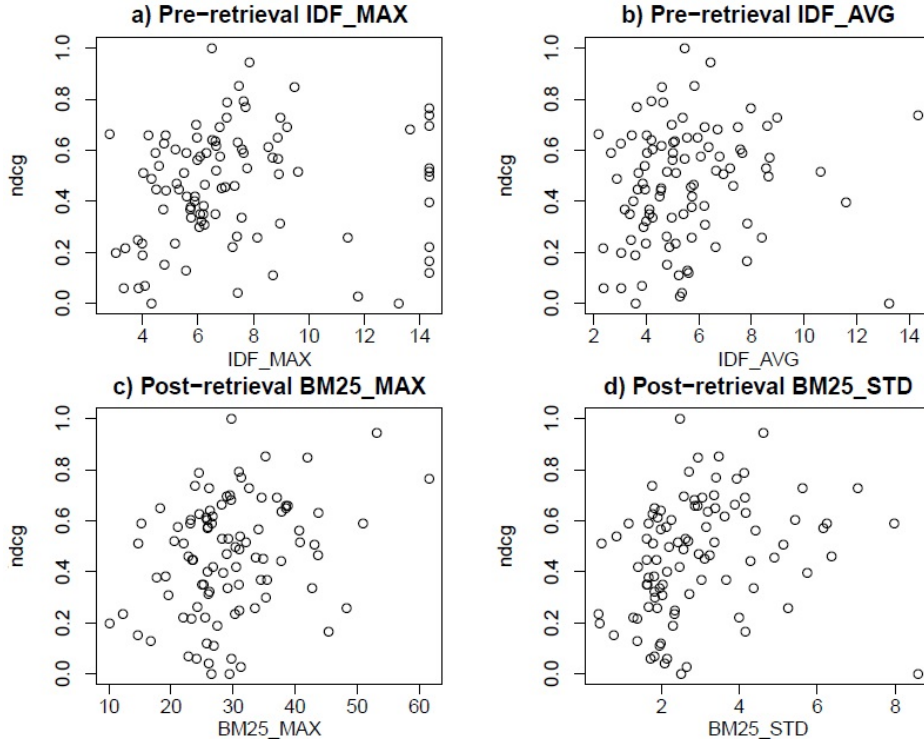 a) Pre-retrieval IDF_MAX
ndcg
1.0
0.8
0.6
0.4
0.2
0.0
4 6 8 10 12 14
IDF_MAX
b) Pre-retrieval IDF_AVG
ndcg
1.0
0.8
0.6
0.4
0.2
0.0
2 4 6 8 10 12 14
IDF_AVG
c) Post-retrieval BM25_MAX
ndcg
1.0
0.8
0.6
0.4
0.2
0.0
10 20 30 40 50 60
BM25_MAX
d) Post-retrieval BM25_STD
ndcg
1.0
0.8
0.6
0.4
0.2
0.0
2 4 6 8
BM25_STD